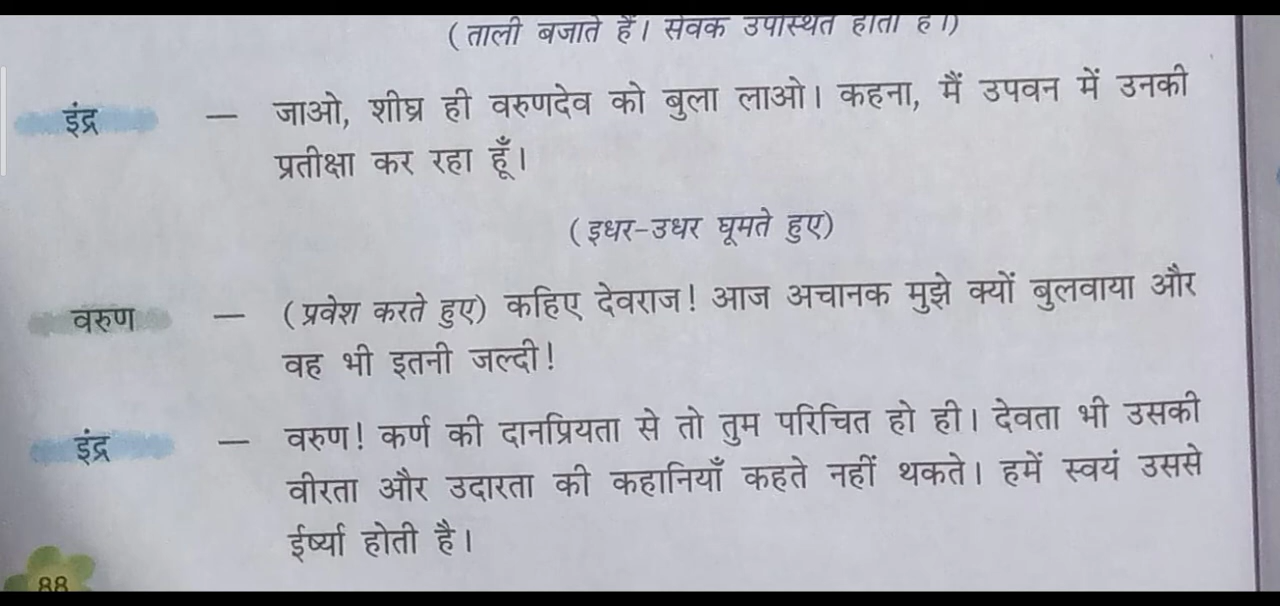 (ताली बजाते हैं। सेवक उपस्थित होता है।)
इंद्र — जाओ, शीघ्र ही वरुणदेव को बुला लाओ। कहना, मैं उपवन में उनकी
प्रतीक्षा कर रहा हूँ।
(इधर-उधर घूमते हुए)
वरुण — (प्रवेश करते हुए) कहिए देवराज! आज अचानक मुझे क्यों बुलवाया और
वह भी इतनी जल्दी!
इंद्र — वरुण! कर्ण की दानप्रियता से तो तुम परिचित हो ही। देवता भी उसकी
वीरता और उदारता की कहानियाँ कहते नहीं थकते। हमें स्वयं उससे
ईर्ष्या होती है।
88